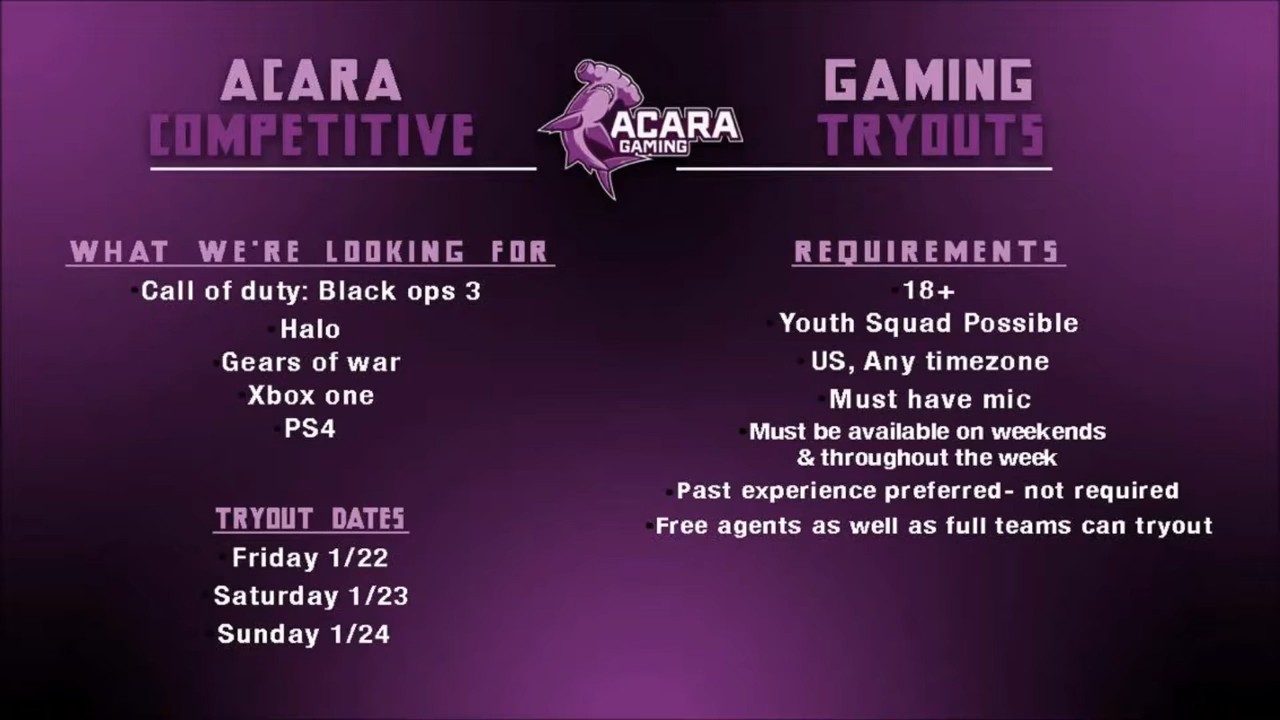 ACARA
COMPETITIVE
ACARA
GAMING
GAMING
TRYOUTS
WHAT WE'RE LOOKING FOR
Call of duty: Black ops 3
Halo
Gears of war
Xbox one
PS4
TRYOUT DATES
Friday 1/22
Saturday 1/23
Sunday 1/24
REQUIREMENTS
18+
Youth Squad Possible
US, Any timezone
Must have mic
Must be available on weekends
& throughout the week
Past experience preferred- not required
Free agents as well as full teams can tryout